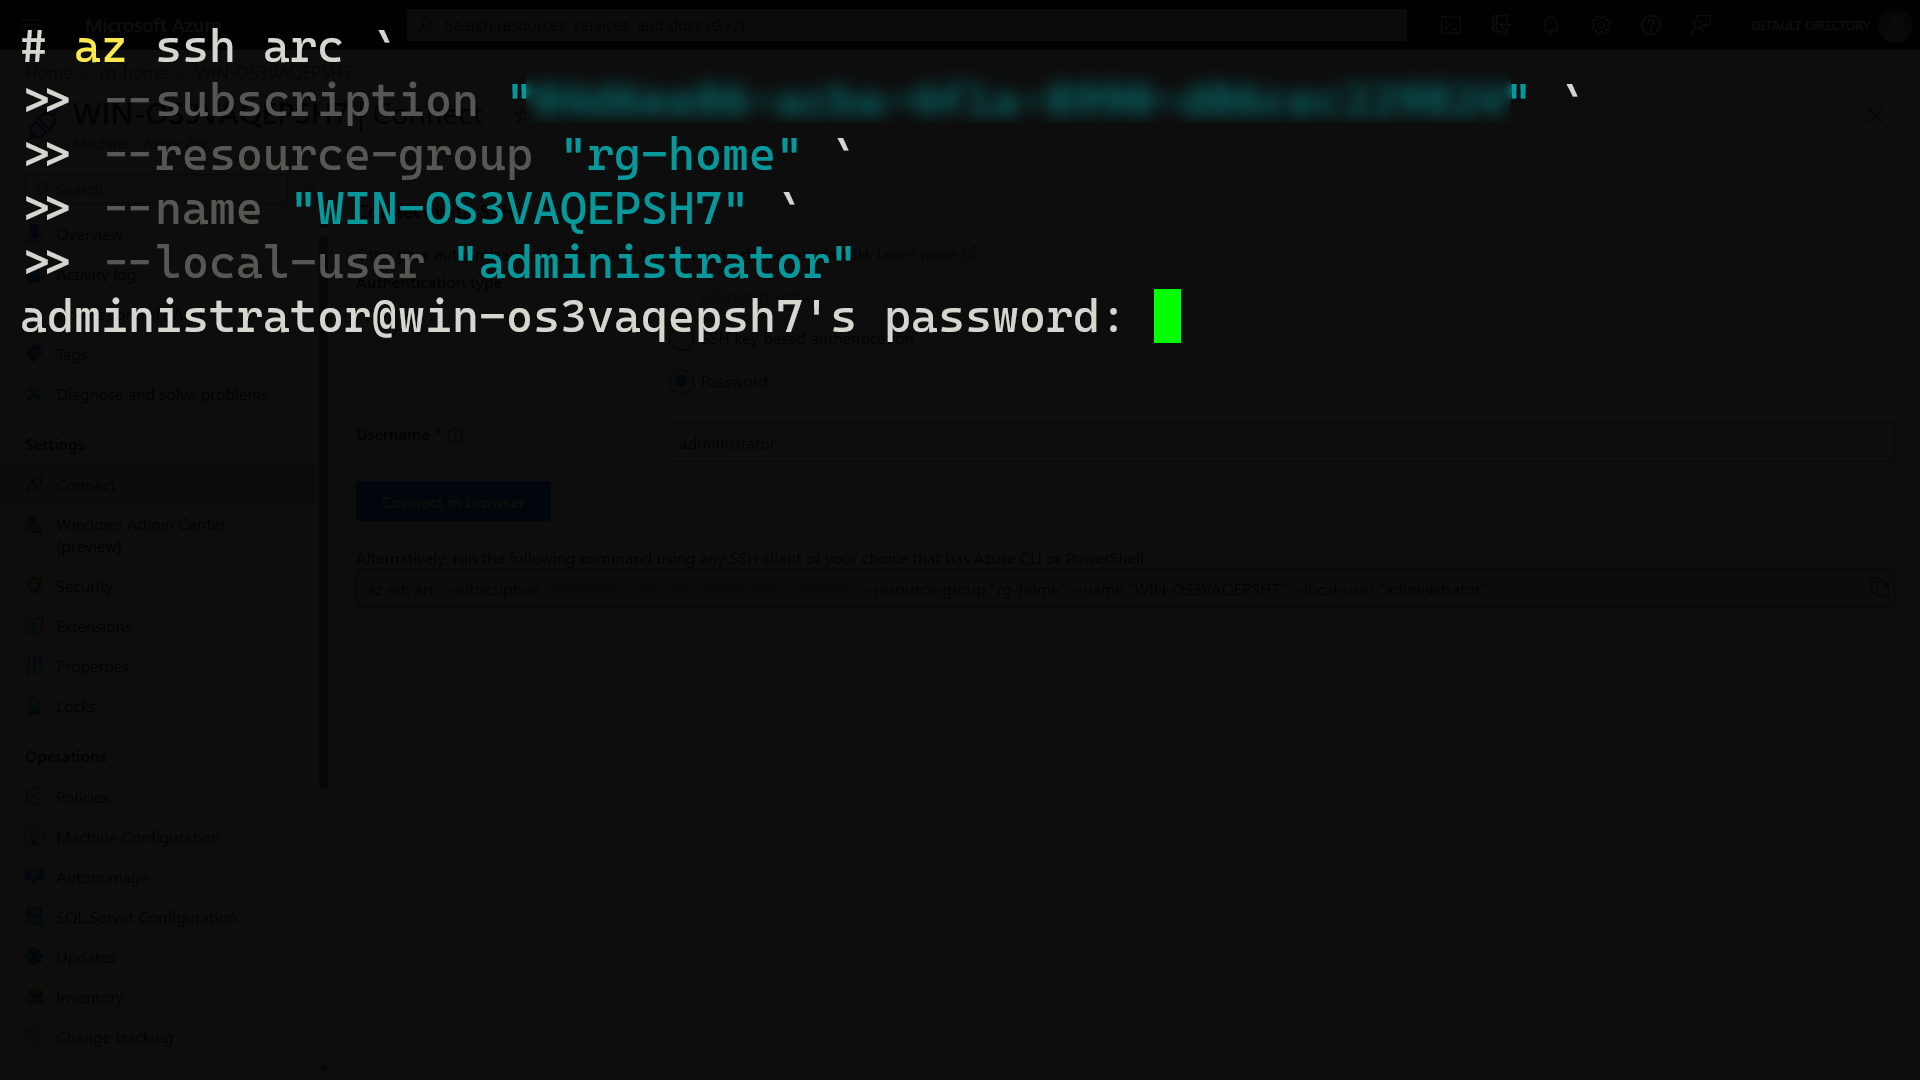 # az ssh arc `
>> --subscription "" `
>> --resource-group "rg-home" `
>> --name "WIN-OS3VAQEPSH7" `
>> --local-user "administrator"
administrator@win-os3vaqepsh7's password:
Microsoft Azure
Search resources, services, and docs (G+/)
DEFAULT DIRECTORY
Home > rg-home > WIN-OS3VAQEPSH7
WIN-OS3VAQEPSH7 | Connect
Machine - Azure Arc
Search
Overview
Activity log
Tags
Diagnose and solve problems
Settings
Connect
Windows Admin Center
(preview)
Security
Extensions
Properties
Locks
Operations
Policies
Machine Configuration
Automanage
SQL Server Configuration
Updates
Inventory
Change tracking
Learn more
Authentication type
SSH key based authentication
Password
Username *
administrator
Connect in browser
Alternatively, run the following command using any SSH client of your choice that has Azure CLI or PowerShell.
az ssh arc --subscription --resource-group "rg-home" --name "WIN-OS3VAQEPSH7" --local-user "administrator"